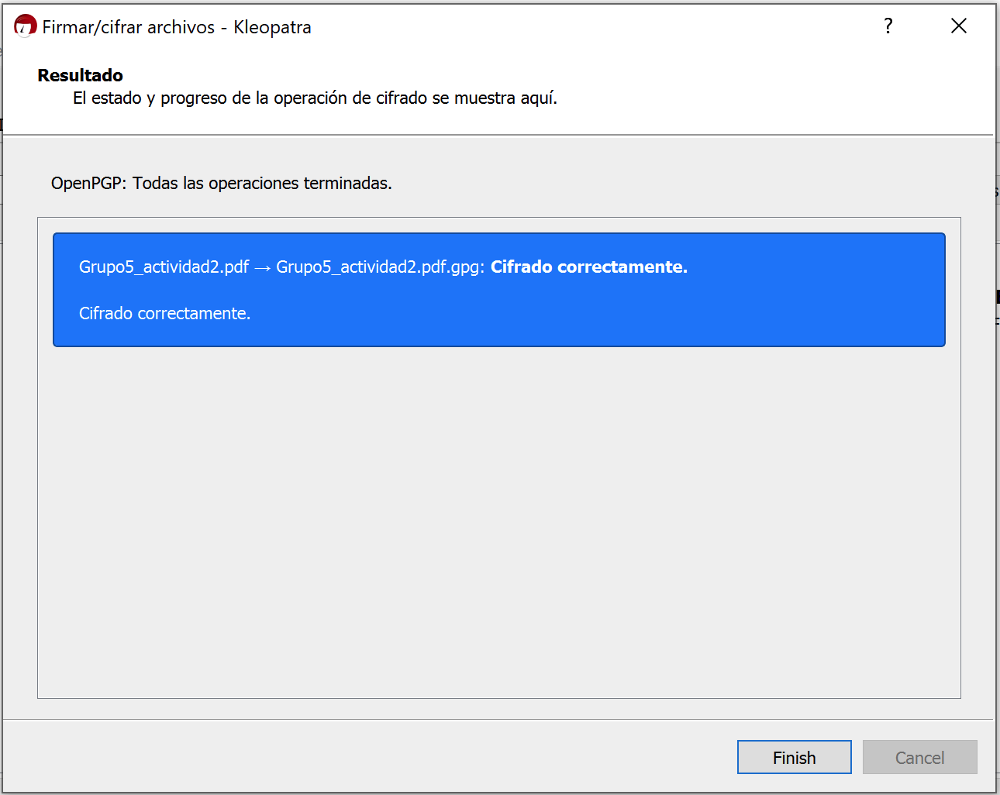 Firmar/cifrar archivos - Kleopatra
?
Resultado
El estado y progreso de la operación de cifrado se muestra aquí.
OpenPGP: Todas las operaciones terminadas.
Grupo5_actividad2.pdf → Grupo5_actividad2.pdf.gpg: Cifrado correctamente.
Cifrado correctamente.
Finish
Cancel